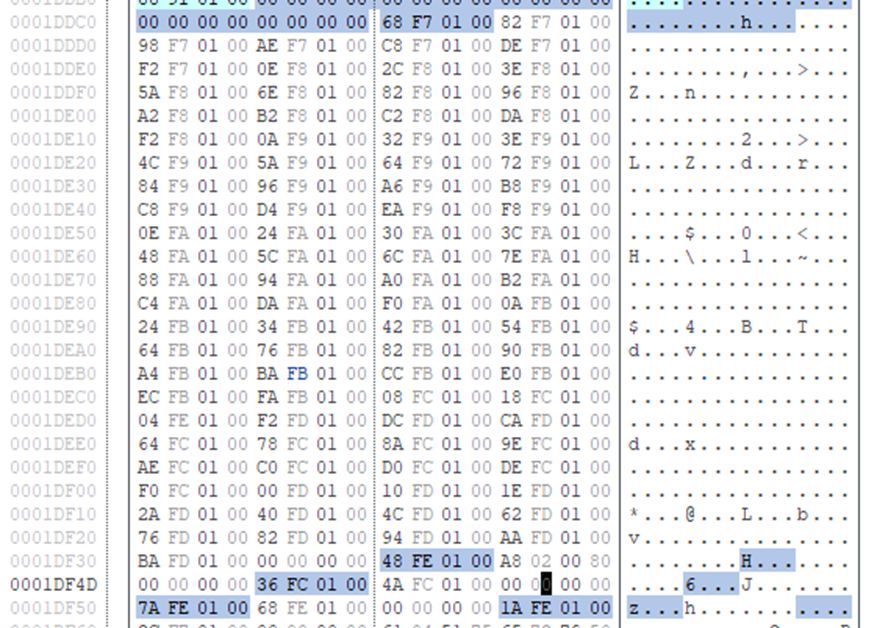 0001DDC0 00 00 00 00 00 00 00 00 68 F7 01 00 82 F7 01 00 ........h.......
0001DDD0 98 F7 01 00 AE F7 01 00 C8 F7 01 00 DE F7 01 00 ................
0001DDE0 F2 F7 01 00 0E F8 01 00 2C F8 01 00 3E F8 01 00 ........,...>...
0001DDF0 5A F8 01 00 6E F8 01 00 82 F8 01 00 96 F8 01 00 Z...n...........
0001DE00 A2 F8 01 00 B2 F8 01 00 C2 F8 01 00 DA F8 01 00 ................
0001DE10 F2 F8 01 00 0A F9 01 00 32 F9 01 00 3E F9 01 00 ........2...>...
0001DE20 4C F9 01 00 5A F9 01 00 64 F9 01 00 72 F9 01 00 L...Z...d...r...
0001DE30 84 F9 01 00 96 F9 01 00 A6 F9 01 00 B8 F9 01 00 ................
0001DE40 C8 F9 01 00 D4 F9 01 00 EA F9 01 00 F8 F9 01 00 ................
0001DE50 0E FA 01 00 24 FA 01 00 30 FA 01 00 3C FA 01 00 ....$...0...<...
0001DE60 48 FA 01 00 5C FA 01 00 6C FA 01 00 7E FA 01 00 H...\...l...~...
0001DE70 88 FA 01 00 94 FA 01 00 A0 FA 01 00 B2 FA 01 00 ................
0001DE80 C4 FA 01 00 DA FA 01 00 F0 FA 01 00 0A FB 01 00 ................
0001DE90 24 FB 01 00 34 FB 01 00 42 FB 01 00 54 FB 01 00 $...4...B...T...
0001DEA0 64 FB 01 00 76 FB 01 00 82 FB 01 00 90 FB 01 00 d...v...........
0001DEB0 A4 FB 01 00 BA FB 01 00 CC FB 01 00 E0 FB 01 00 ................
0001DEC0 EC FB 01 00 FA FB 01 00 08 FC 01 00 18 FC 01 00 ................
0001DED0 04 FE 01 00 F2 FD 01 00 DC FD 01 00 CA FD 01 00 ................
0001DEE0 64 FC 01 00 78 FC 01 00 8A FC 01 00 9E FC 01 00 d...x...........
0001DEF0 AE FC 01 00 C0 FC 01 00 D0 FC 01 00 DE FC 01 00 ................
0001DF00 F0 FC 01 00 00 FD 01 00 10 FD 01 00 1E FD 01 00 ................
0001DF10 2A FD 01 00 40 FD 01 00 4C FD 01 00 62 FD 01 00 *...@...L...b...
0001DF20 76 FD 01 00 82 FD 01 00 94 FD 01 00 AA FD 01 00 v...............
0001DF30 BA FD 01 00 00 00 00 00 48 FE 01 00 A8 02 00 80 ........H.......
0001DF4D 00 00 00 00 36 FC 01 00 4A FC 01 00 00 00 00 00 ....6...J.......
0001DF50 7A FE 01 00 68 FE 01 00 00 00 00 00 1A FE 01 00 z...h...........